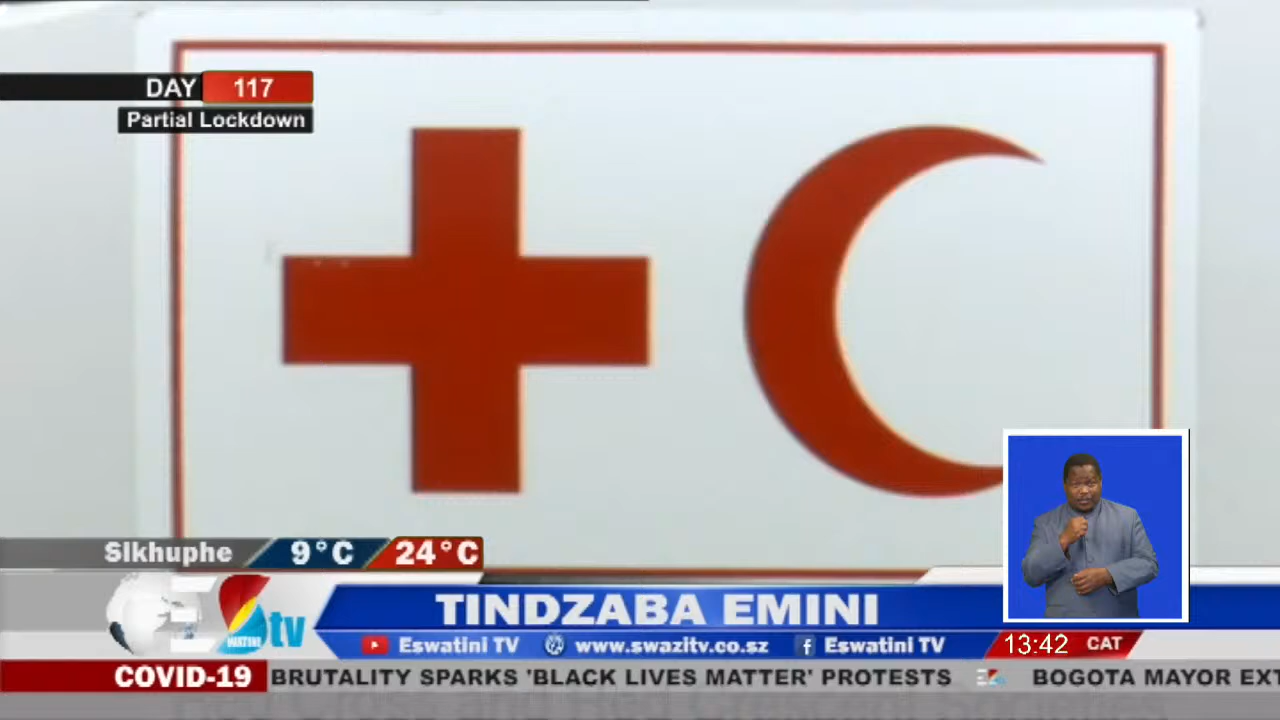 DAY 117
Partial Lockdown
SIkhuphe 9°C 24°C
E tv
TINDZABA EMINI
Eswatini TV www.swazitv.co.sz Eswatini TV
13:42 CAT
COVID-19 BRUTALITY SPARKS 'BLACK LIVES MATTER' PROTESTS BOGOTA MAYOR EXT